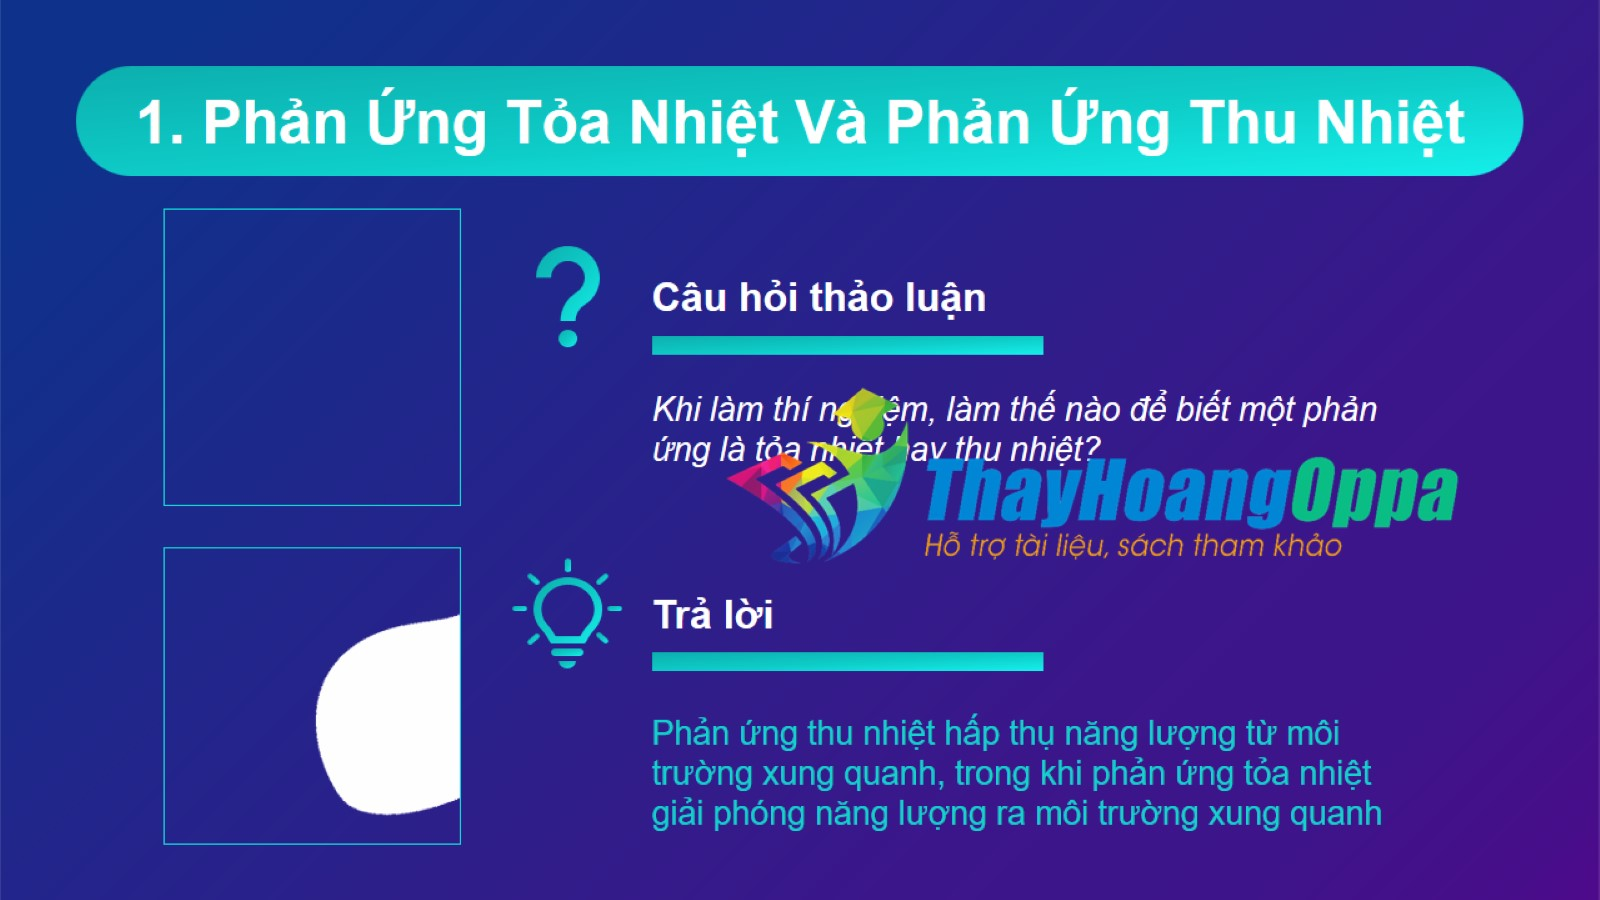 1. Phản Ứng Tỏa Nhiệt Và Phản Ứng Thu Nhiệt
Câu hỏi thảo luận
Khi làm thí nghiệm, làm thế nào để biết một phản
ứng là tỏa nhiệt hay thu nhiệt?
ThayHoangOppa
Hỗ trợ tài liệu, sách tham khảo
Trả lời
Phản ứng thu nhiệt hấp thụ năng lượng từ môi
trường xung quanh, trong khi phản ứng tỏa nhiệt
giải phóng năng lượng ra môi trường xung quanh